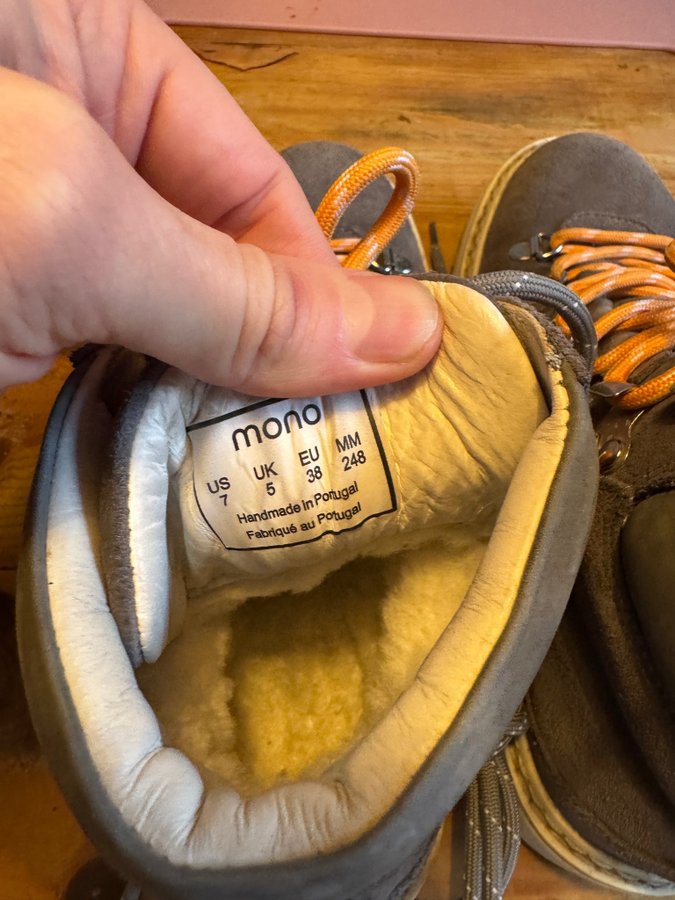 mono
US UK EU MM
7 5 38 248
Handmade in Portugal
Fabriqué au Portugal